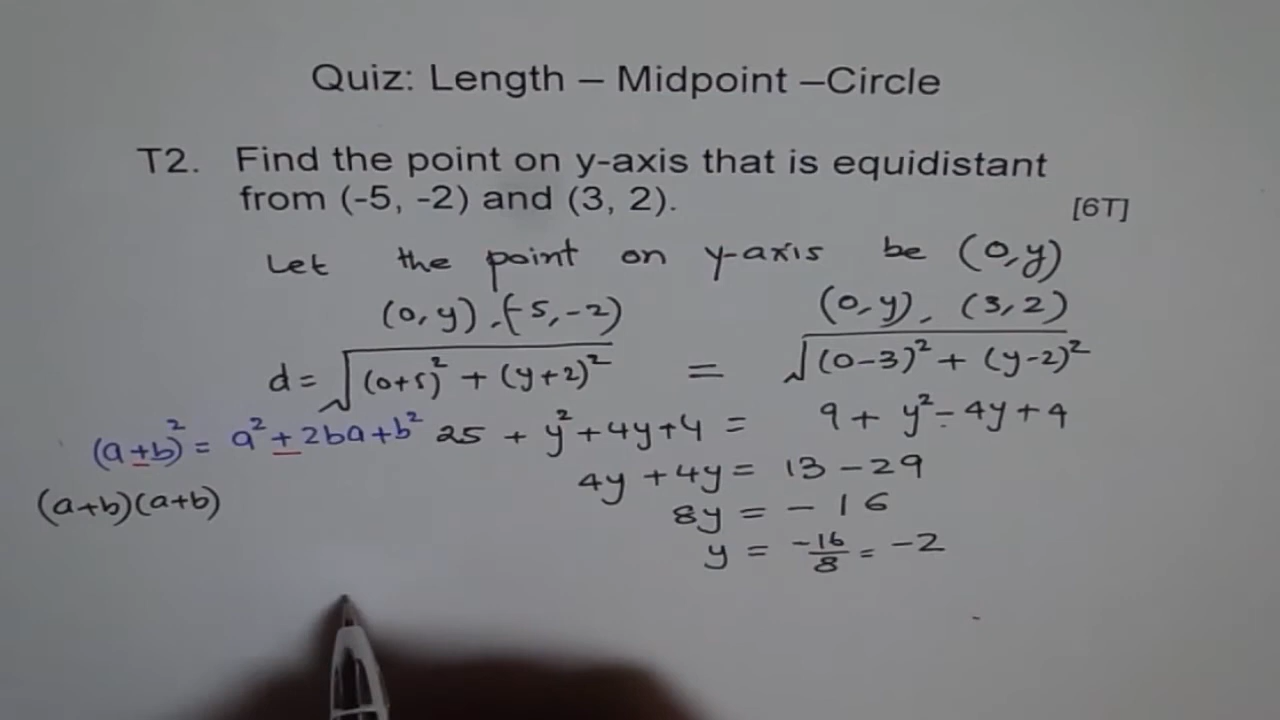 Quiz: Length – Midpoint –Circle
T2. Find the point on y-axis that is equidistant
from (-5, -2) and (3, 2).
[6T]
Let the point on y-axis be (0,y)
(0,y), (-5,-2) (0,y), (3,2)
d = √(0+5)² + (y+2)² = √(0-3)² + (y-2)²
(a+b)² = a² + 2ba + b² 25 + y² + 4y + 4 = 9 + y² - 4y + 4
4y + 4y = 13 - 29
(a+b)(a+b) 8y = - 16
y = -16/8 = -2